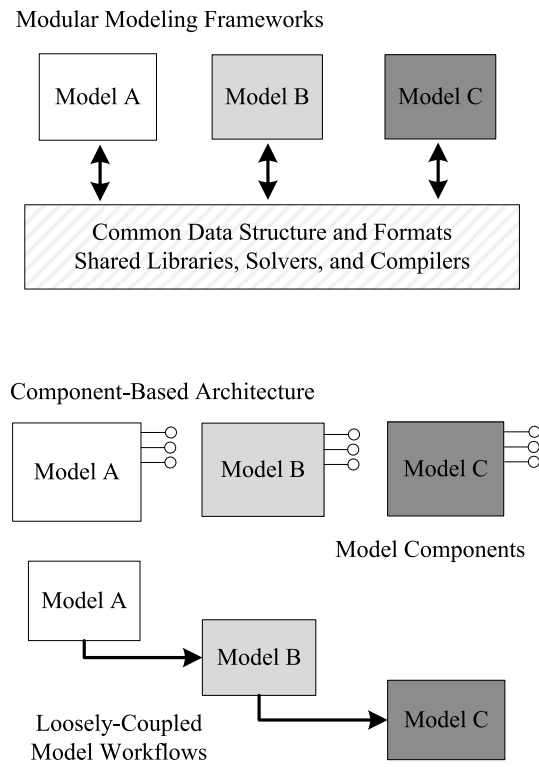 Modular Modeling Frameworks
Model A
Model B
Model C
Common Data Structure and Formats
Shared Libraries, Solvers, and Compilers
Component-Based Architecture
Model A
Model B
Model C
Model Components
Model A
Model B
Model C
Loosely-Coupled
Model Workflows